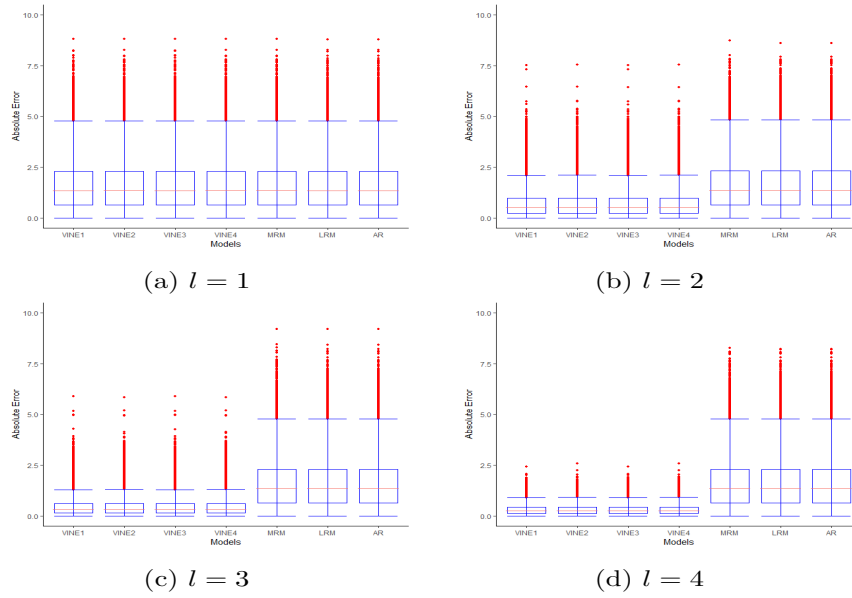 10.0
7.5
5.0
2.5
0.0
Absolute Error
VINE1 VINE2 VINE3 VINE4 MRM LRM AR
Models
(a) l = 1
10.0
7.5
5.0
2.5
0.0
Absolute Error
VINE1 VINE2 VINE3 VINE4 MRM LRM AR
Models
(b) l = 2
10.0
7.5
5.0
2.5
0.0
Absolute Error
VINE1 VINE2 VINE3 VINE4 MRM LRM AR
Models
(c) l = 3
10.0
7.5
5.0
2.5
0.0
Absolute Error
VINE1 VINE2 VINE3 VINE4 MRM LRM AR
Models
(d) l = 4